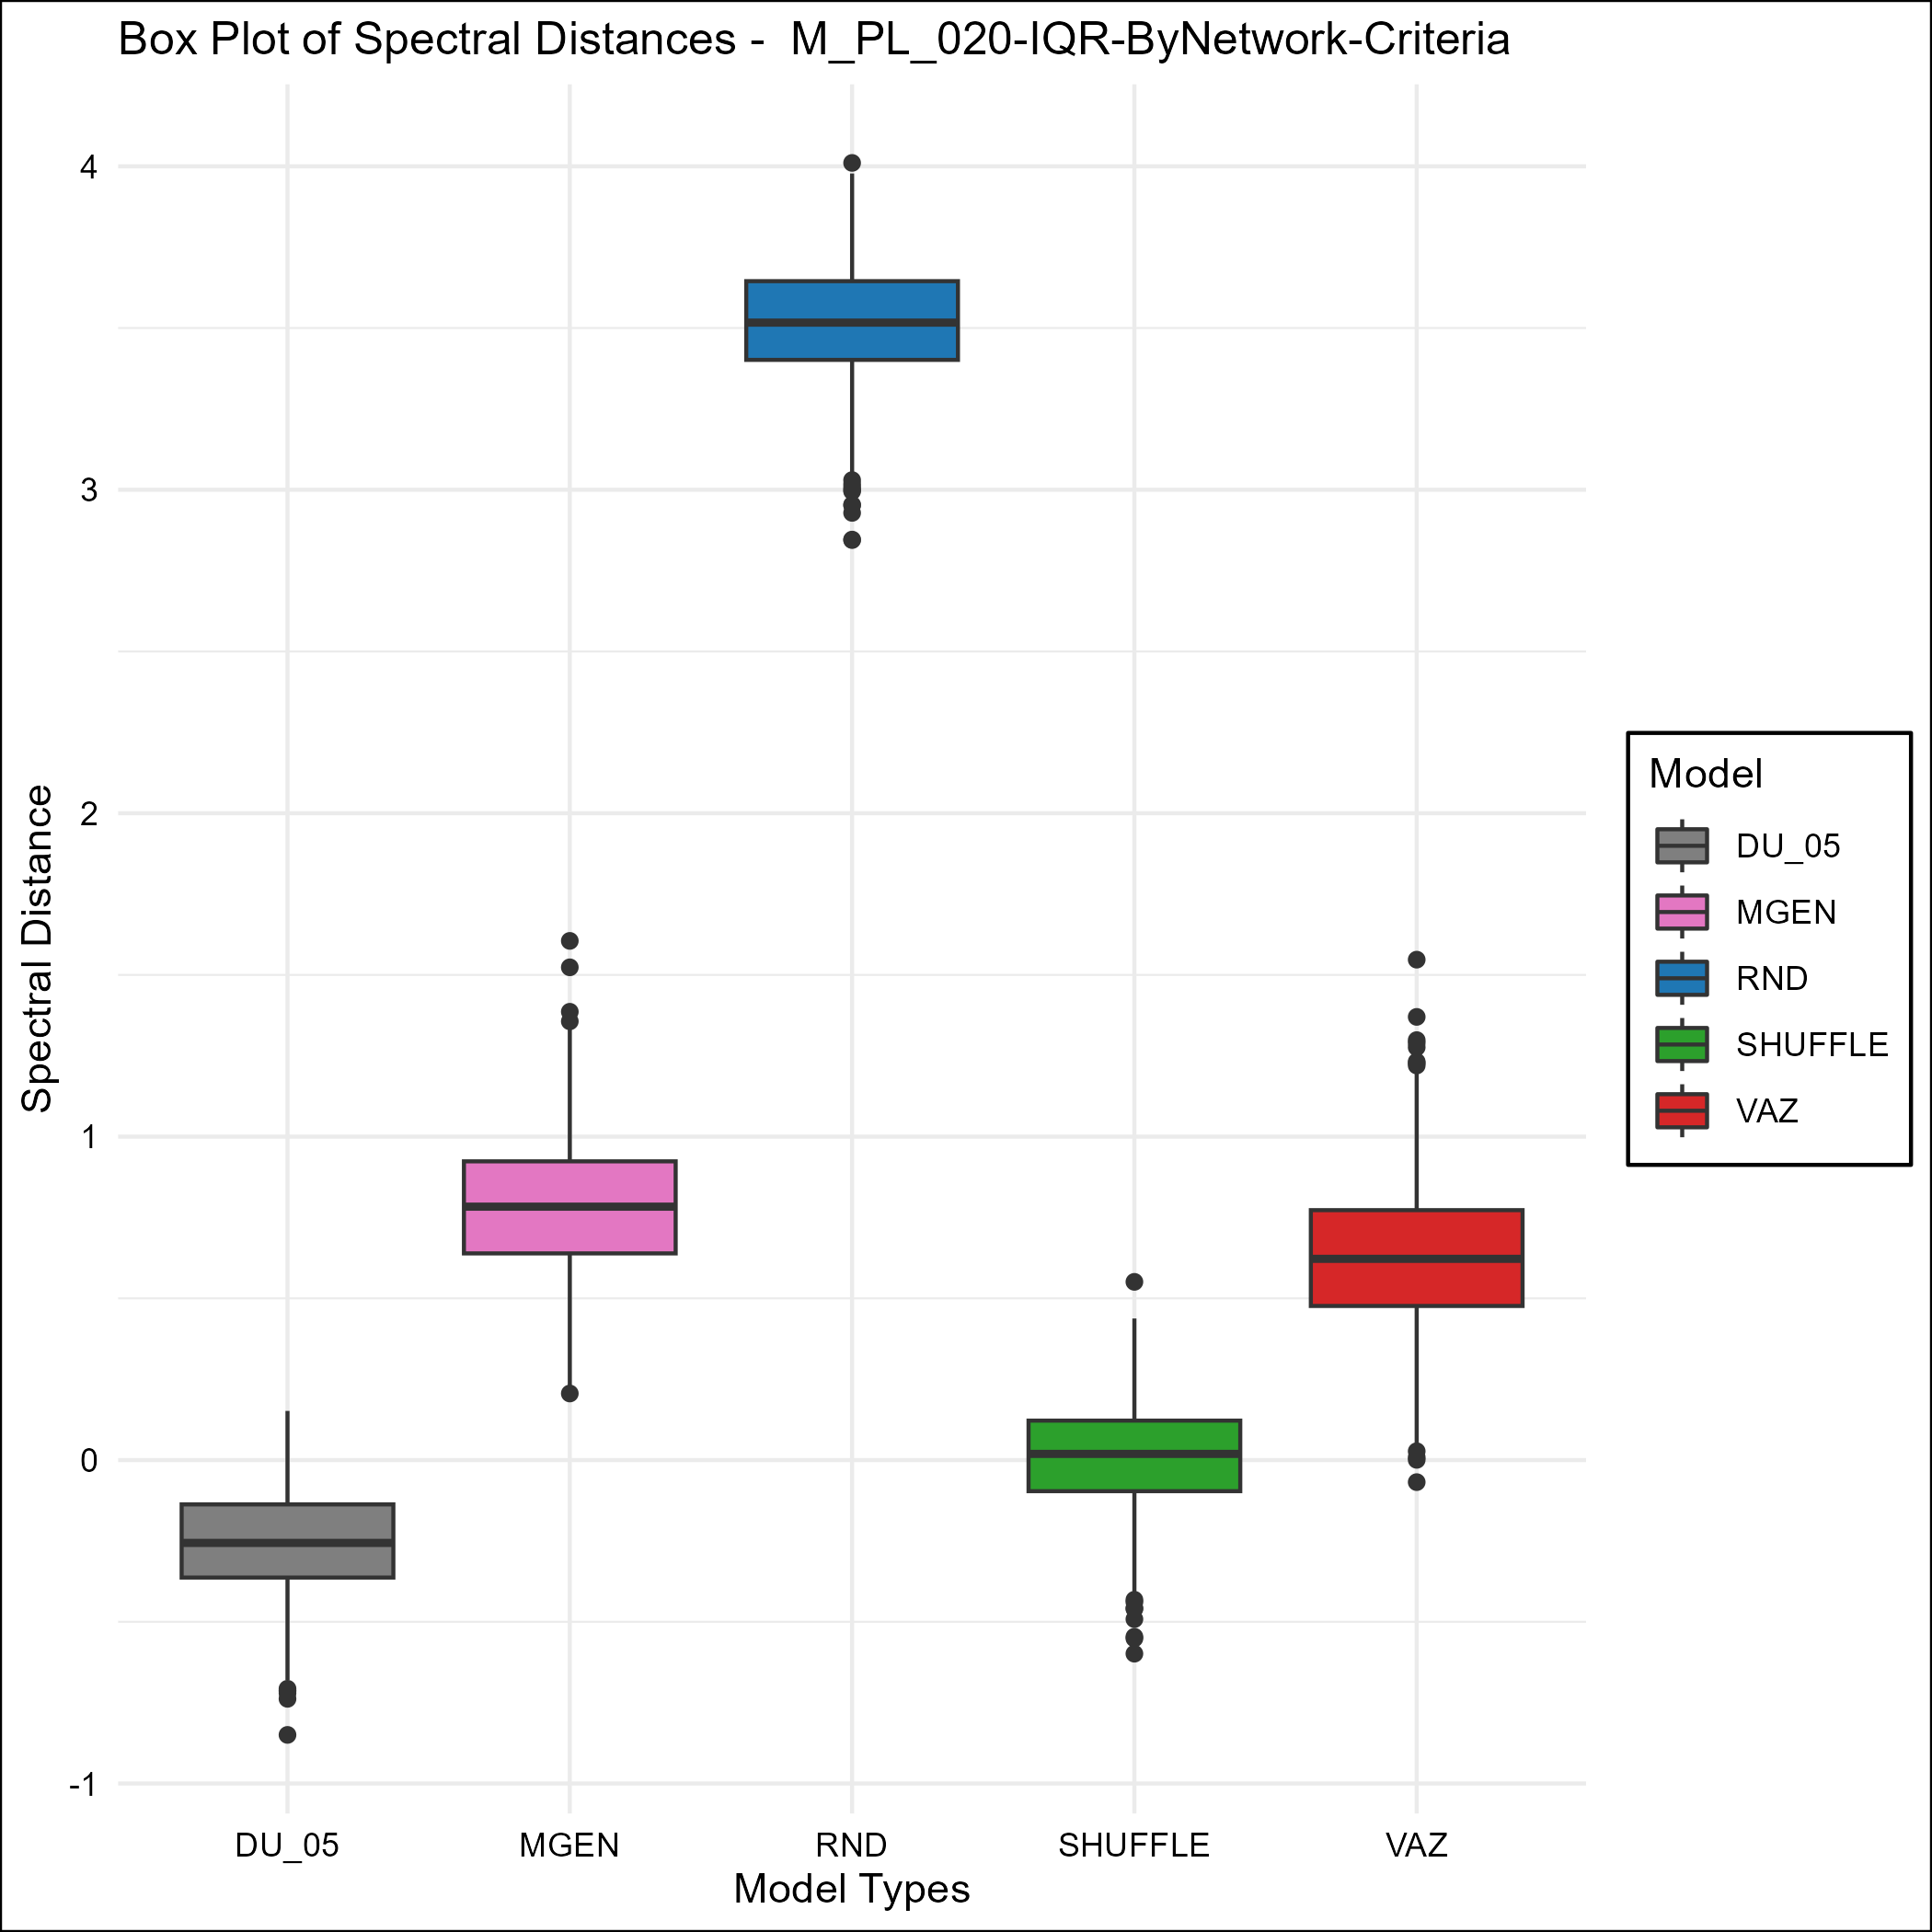 Box Plot of Spectral Distances -  M_PL_020-IQR-ByNetwork-Criteria
Spectral Distance
4
3
2
1
0
-1
DU_05
MGEN
RND
SHUFFLE
VAZ
Model Types
Model
DU_05
MGEN
RND
SHUFFLE
VAZ